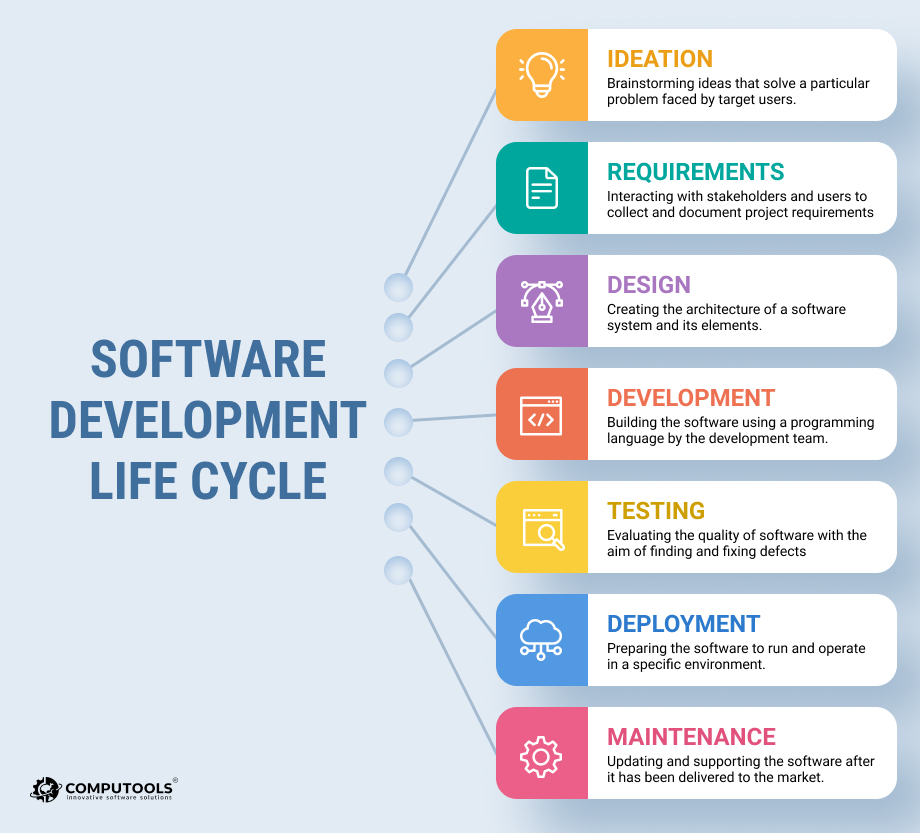 SOFTWARE
DEVELOPMENT
LIFE CYCLE
IDEATION
Brainstorming ideas that solve a particular
problem faced by target users.
REQUIREMENTS
Interacting with stakeholders and users to
collect and document project requirements
DESIGN
Creating the architecture of a software
system and its elements.
DEVELOPMENT
Building the software using a programming
language by the development team.
TESTING
Evaluating the quality of software with the
aim of finding and fixing defects
DEPLOYMENT
Preparing the software to run and operate
in a specific environment.
MAINTENANCE
Updating and supporting the software after
it has been delivered to the market.
COMPUTOOLS®
innovative software solutions